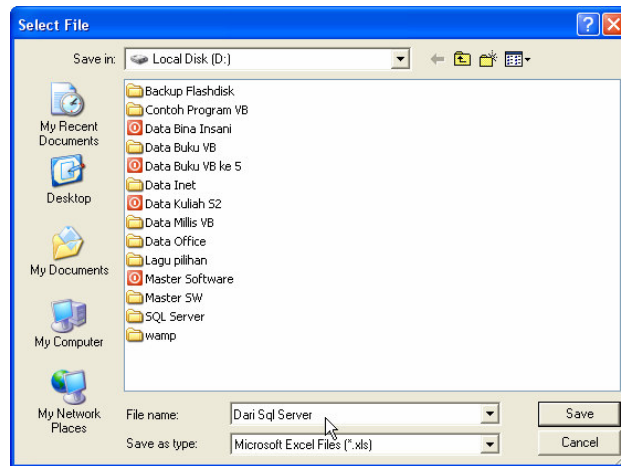 Select File
Save in:
Local Disk (D:)
My Recent
Documents
Desktop
My Documents
My Computer
My Network
Places
Backup Flashdisk
Contoh Program VB
Data Bina Insani
Data Buku VB
Data Buku VB ke 5
Data Inet
Data Kuliah S2
Data Millis VB
Data Office
Lagu pilihan
Master Software
Master SW
SQL Server
wamp
File name:
Dari Sql Server
Save
Save as type:
Microsoft Excel Files (*.xls)
Cancel